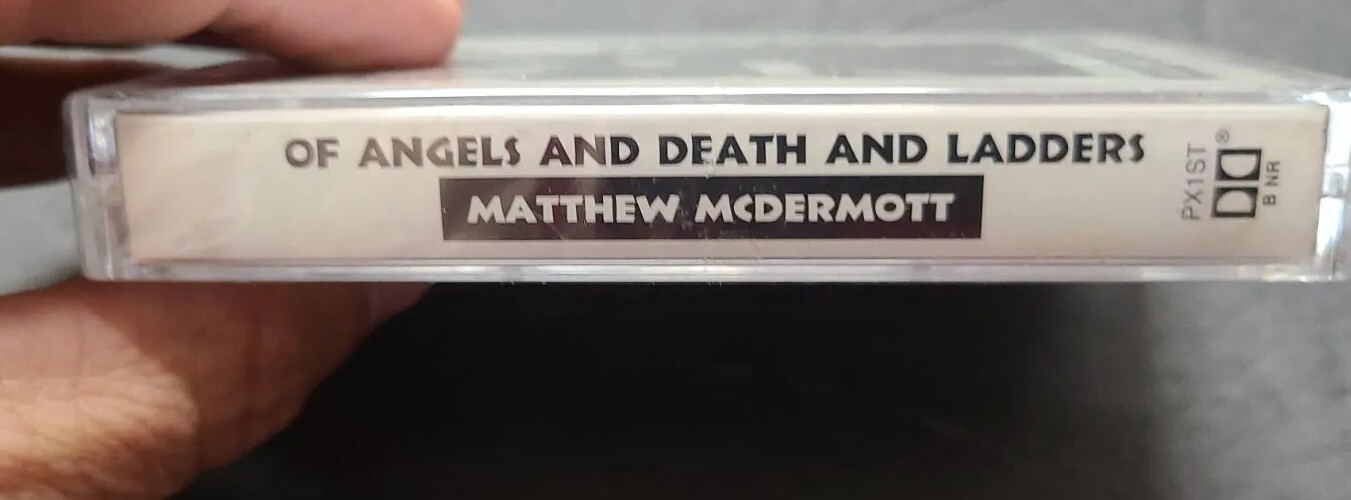 OF ANGELS AND DEATH AND LADDERS
MATTHEW MCDERMOTT
PX1ST
®
B NR